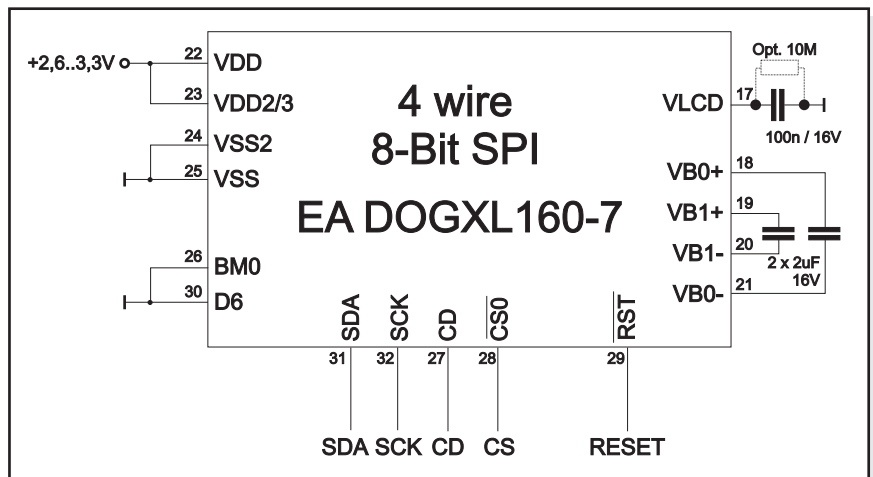 +2,6..3,3V
22
VDD
23
VDD2/3
24
VSS2
25
VSS
26
BM0
30
D6
4 wire
8-Bit SPI
EA DOGXL160-7
Opt. 10M
VLCD
17
100n / 16V
VB0+
18
VB1+
19
VB1-
20
2 x 2uF
16V
VB0-
21
SDA
SCK
CD
CS0
RST
31
32
27
28
29
SDA SCK CD CS RESET